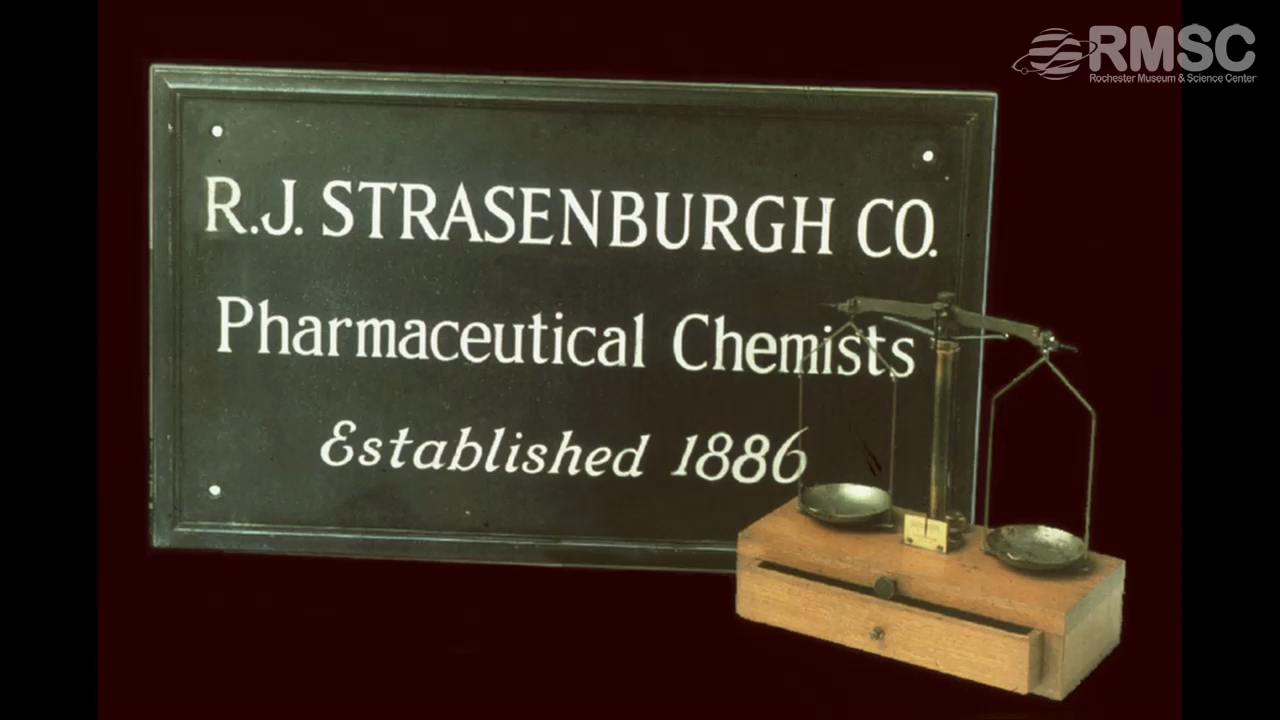 RMSC
Rochester Museum & Science Center
R.J. STRASENBURGH CO.
Pharmaceutical Chemists
Established 1886